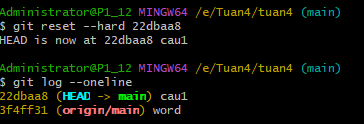 Administrator@P1_12 MINGW64 /e/Tuan4/tuan4 (main)
$ git reset --hard 22dbaa8
HEAD is now at 22dbaa8 cau1
Administrator@P1_12 MINGW64 /e/Tuan4/tuan4 (main)
$ git log --oneline
22dbaa8 (HEAD -> main) cau1
3f4ff31 (origin/main) word